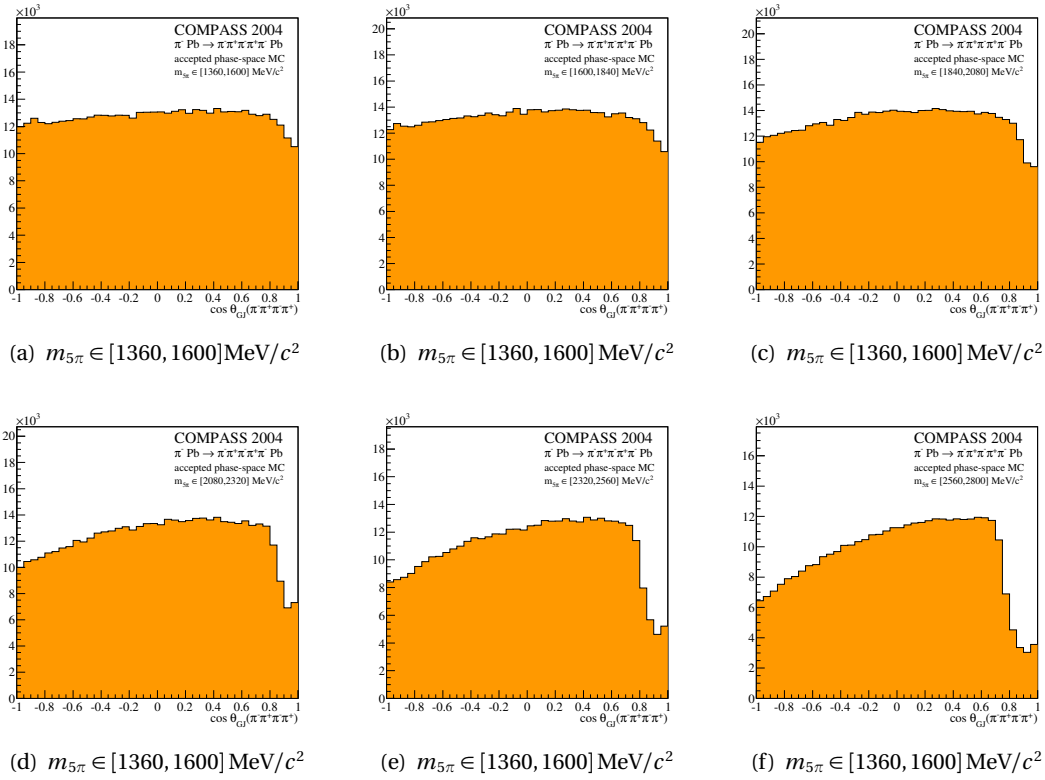 ×10³
COMPASS 2004
π⁻ Pb → π⁻π⁺π⁻π⁺π⁻ Pb
accepted phase-space MC
m₅π ∈ [1360,1600] MeV/c²
18
16
14
12
10
8
6
4
2
0
-1 -0.8 -0.6 -0.4 -0.2 0 0.2 0.4 0.6 0.8 1
cos θGJ(π⁻π⁺π⁻π⁺)
(a) m5π ∈ [1360, 1600] MeV/c²
×10³
COMPASS 2004
π⁻ Pb → π⁻π⁺π⁻π⁺π⁻ Pb
accepted phase-space MC
m₅π ∈ [1600,1840] MeV/c²
20
18
16
14
12
10
8
6
4
2
0
-1 -0.8 -0.6 -0.4 -0.2 0 0.2 0.4 0.6 0.8 1
cos θGJ(π⁻π⁺π⁻π⁺)
(b) m5π ∈ [1360, 1600] MeV/c²
×10³
COMPASS 2004
π⁻ Pb → π⁻π⁺π⁻π⁺π⁻ Pb
accepted phase-space MC
m₅π ∈ [1840,2080] MeV/c²
20
18
16
14
12
10
8
6
4
2
0
-1 -0.8 -0.6 -0.4 -0.2 0 0.2 0.4 0.6 0.8 1
cos θGJ(π⁻π⁺π⁻π⁺)
(c) m5π ∈ [1360, 1600] MeV/c²
×10³
COMPASS 2004
π⁻ Pb → π⁻π⁺π⁻π⁺π⁻ Pb
accepted phase-space MC
m₅π ∈ [2080,2320] MeV/c²
20
18
16
14
12
10
8
6
4
2
0
-1 -0.8 -0.6 -0.4 -0.2 0 0.2 0.4 0.6 0.8 1
cos θGJ(π⁻π⁺π⁻π⁺)
(d) m5π ∈ [1360, 1600] MeV/c²
×10³
COMPASS 2004
π⁻ Pb → π⁻π⁺π⁻π⁺π⁻ Pb
accepted phase-space MC
m₅π ∈ [2320,2560] MeV/c²
18
16
14
12
10
8
6
4
2
0
-1 -0.8 -0.6 -0.4 -0.2 0 0.2 0.4 0.6 0.8 1
cos θGJ(π⁻π⁺π⁻π⁺)
(e) m5π ∈ [1360, 1600] MeV/c²
×10³
COMPASS 2004
π⁻ Pb → π⁻π⁺π⁻π⁺π⁻ Pb
accepted phase-space MC
m₅π ∈ [2560,2800] MeV/c²
16
14
12
10
8
6
4
2
0
-1 -0.8 -0.6 -0.4 -0.2 0 0.2 0.4 0.6 0.8 1
cos θGJ(π⁻π⁺π⁻π⁺)
(f) m5π ∈ [1360, 1600] MeV/c²